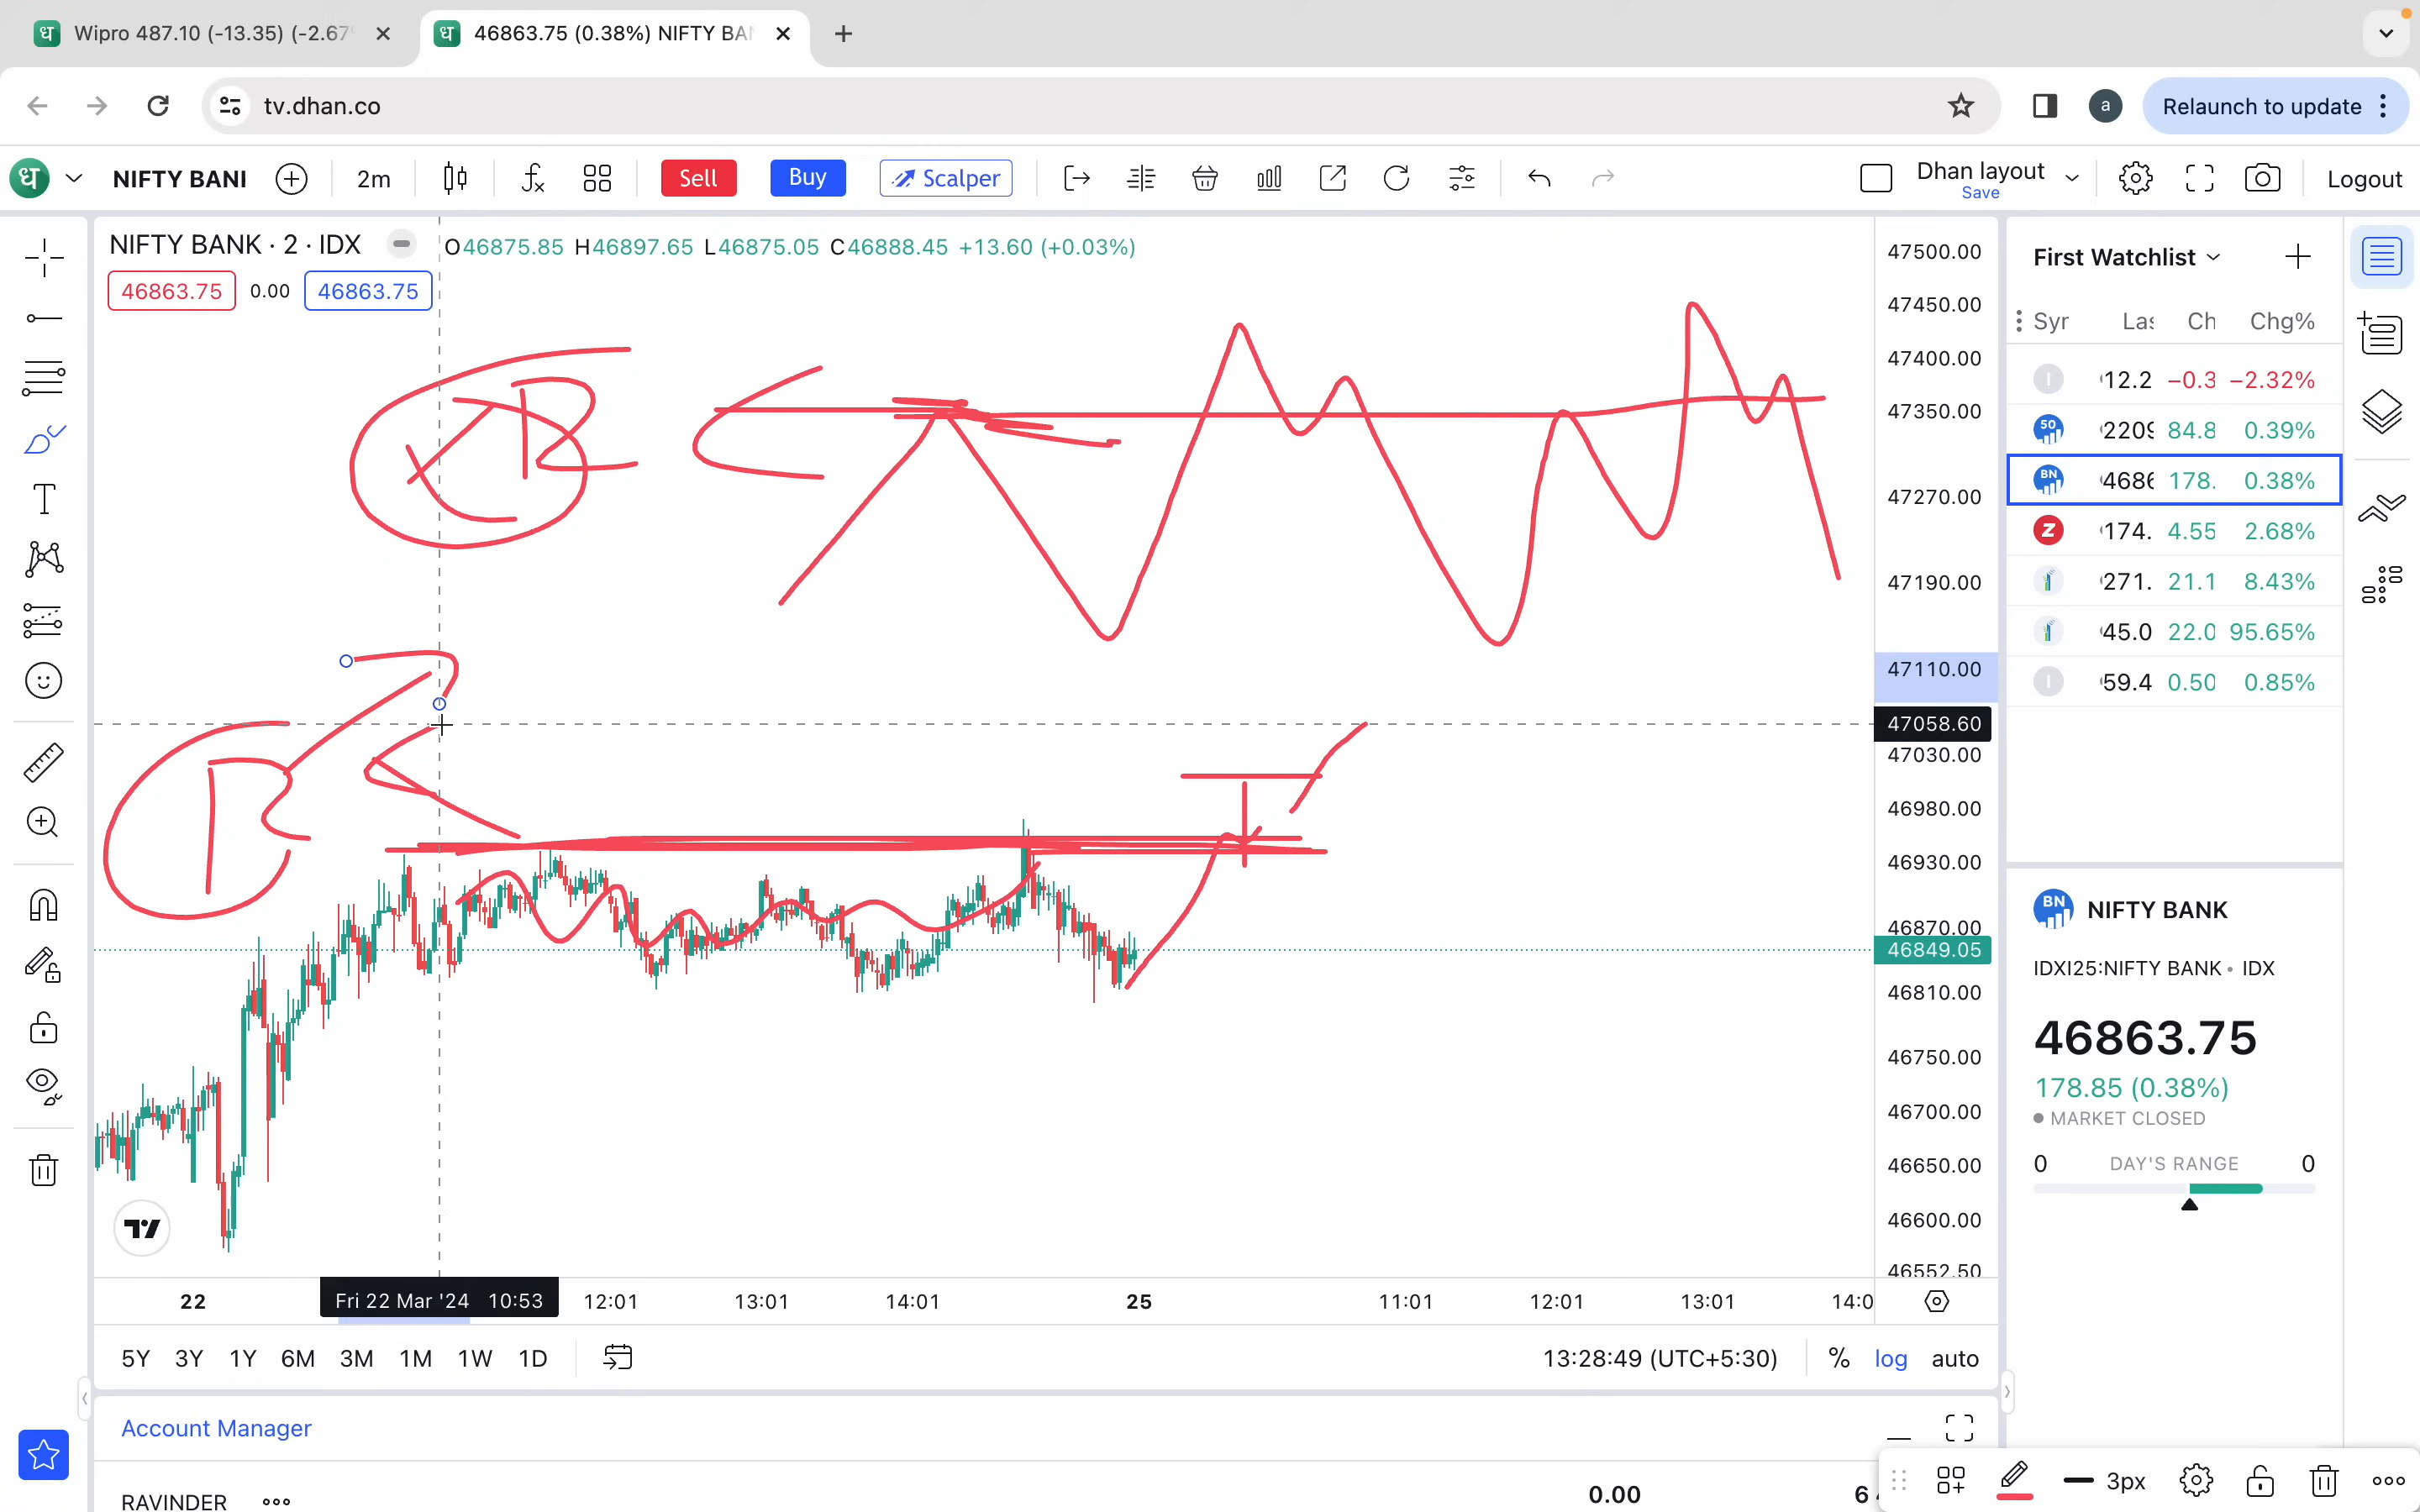 Wipro 487.10 (-13.35) (-2.67%
46863.75 (0.38%) NIFTY BAN
tv.dhan.co
a
Relaunch to update
NIFTY BANI
2m
Sell
Buy
Scalper
Dhan layout
Save
Logout
NIFTY BANK · 2 · IDX
O46875.85 H46897.65 L46875.05 C46888.45 +13.60 (+0.03%)
46863.75
0.00
46863.75
47500.00
47450.00
47400.00
47350.00
47270.00
47190.00
47110.00
47058.60
47030.00
46980.00
46930.00
46870.00
46849.05
46810.00
46750.00
46700.00
46650.00
46600.00
46552.50
First Watchlist
Syr Las Ch Chg%
12.2 −0.3 −2.32%
50 2209 84.8 0.39%
BN 4686 178. 0.38%
Z 174. 4.55 2.68%
271. 21.1 8.43%
45.0 22.0 95.65%
59.4 0.50 0.85%
BN NIFTY BANK
IDXI25:NIFTY BANK • IDX
46863.75
178.85 (0.38%)
MARKET CLOSED
0 DAY'S RANGE 0
22
Fri 22 Mar '24 10:53
12:01
13:01
14:01
25
11:01
12:01
13:01
14:0
5Y 3Y 1Y 6M 3M 1M 1W 1D
13:28:49 (UTC+5:30)
% log auto
Account Manager
RAVINDER
0.00
6
3px